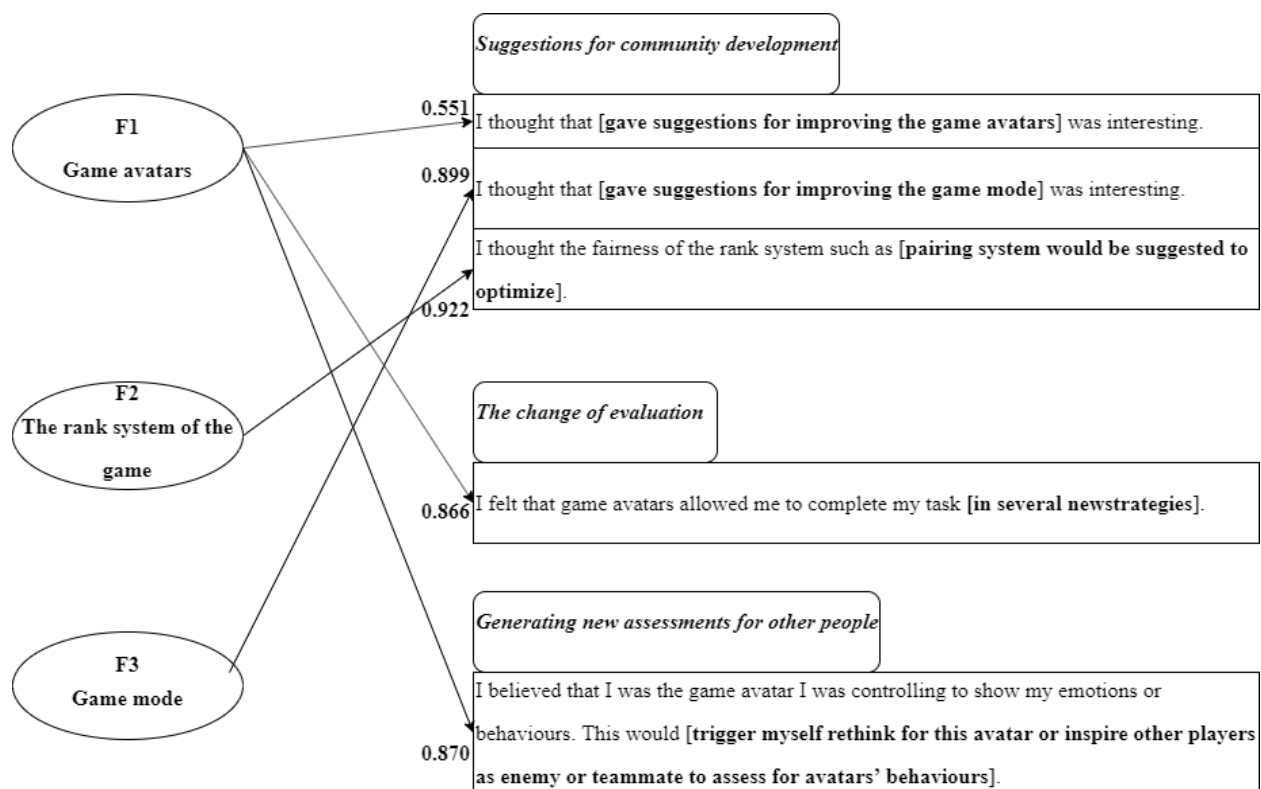 Suggestions for community development
0.551
I thought that [gave suggestions for improving the game avatars] was interesting.
F1
Game avatars
0.899
I thought that [gave suggestions for improving the game mode] was interesting.
I thought the fairness of the rank system such as [pairing system would be suggested to
optimize].
0.922
F2
The rank system of the
game
The change of evaluation
0.866
I felt that game avatars allowed me to complete my task [in several newstrategies].
Generating new assessments for other people
F3
Game mode
I believed that I was the game avatar I was controlling to show my emotions or
behaviours. This would [trigger myself rethink for this avatar or inspire other players
0.870
as enemy or teammate to assess for avatars’ behaviours].